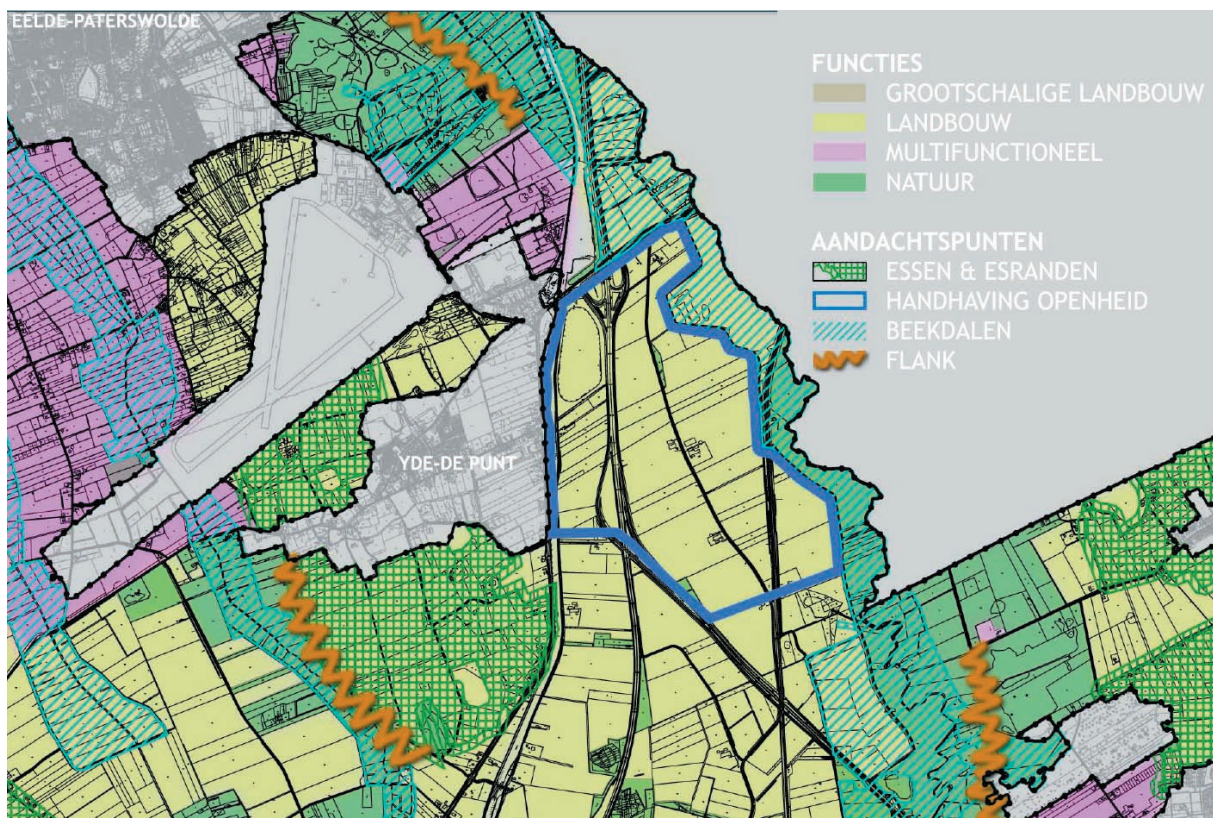 EELDE-PATERSWOLDE
FUNCTIES
GROOTSCHALIGE LANDBOUW
LANDBOUW
MULTIFUNCTIONEEL
NATUUR
AANDACHTSPUNTEN
ESSEN & ESRANDEN
HANDHAVING OPENHEID
BEEKDALEN
FLANK
YDE-DE PUNT